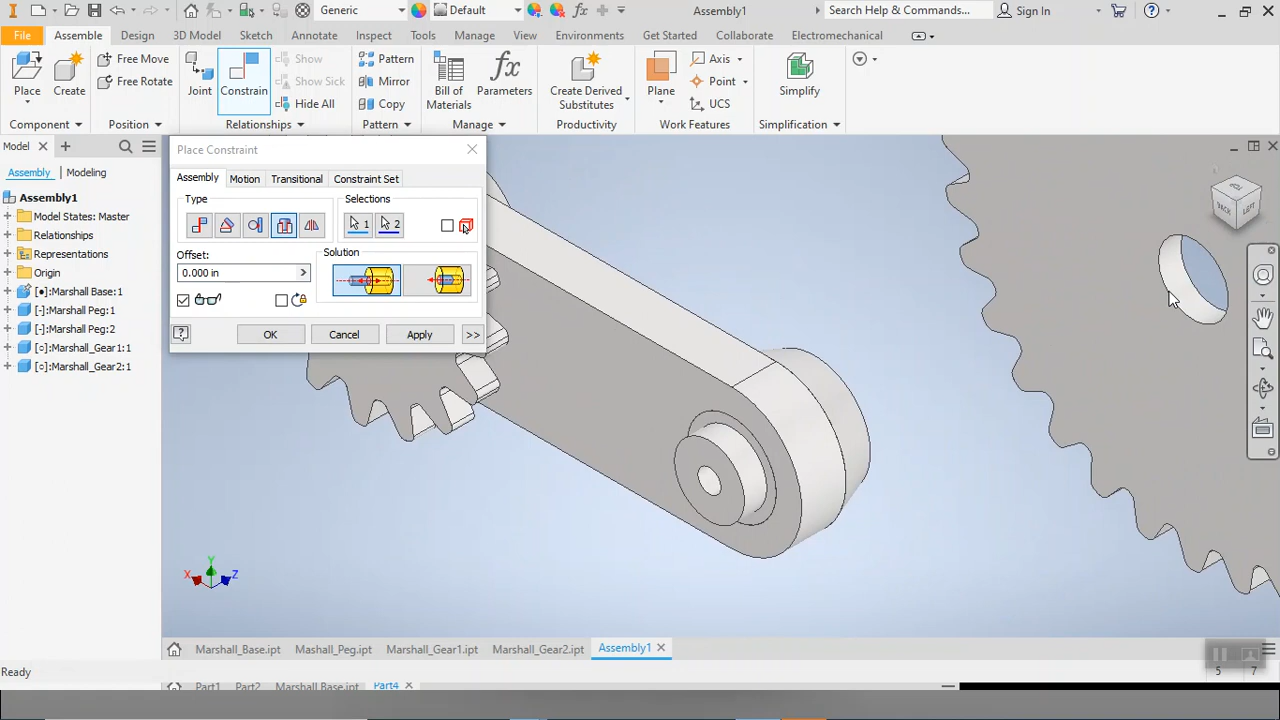 Generic
Default
Assembly1
Search Help & Commands...
Sign In
File
Assemble
Design
3D Model
Sketch
Annotate
Inspect
Tools
Manage
View
Environments
Get Started
Collaborate
Electromechanical
Place
Create
Free Move
Free Rotate
Joint
Constrain
Show
Show Sick
Hide All
Pattern
Mirror
Copy
Bill of
Materials
Parameters
Create Derived
Substitutes
Plane
Axis
Point
UCS
Simplify
Component
Position
Relationships
Pattern
Manage
Productivity
Work Features
Simplification
Model
Assembly
Modeling
Assembly1
Model States: Master
Relationships
Representations
Origin
[●]Marshall Base:1
[-]Marshall Peg:1
[-]Marshall Peg:2
[○]Marshall_Gear1:1
[○]Marshall_Gear2:1
Place Constraint
Assembly
Motion
Transitional
Constraint Set
Type
Selections
1
2
Offset:
0.000 in
Solution
OK
Cancel
Apply
>>
LEFT
X
Y
Z
Marshall_Base.ipt
Mashall_Peg.ipt
Marshall_Gear1.ipt
Marshall_Gear2.ipt
Assembly1
Ready
5
7
Part1
Part2
Marshall Base.ipt
Part4